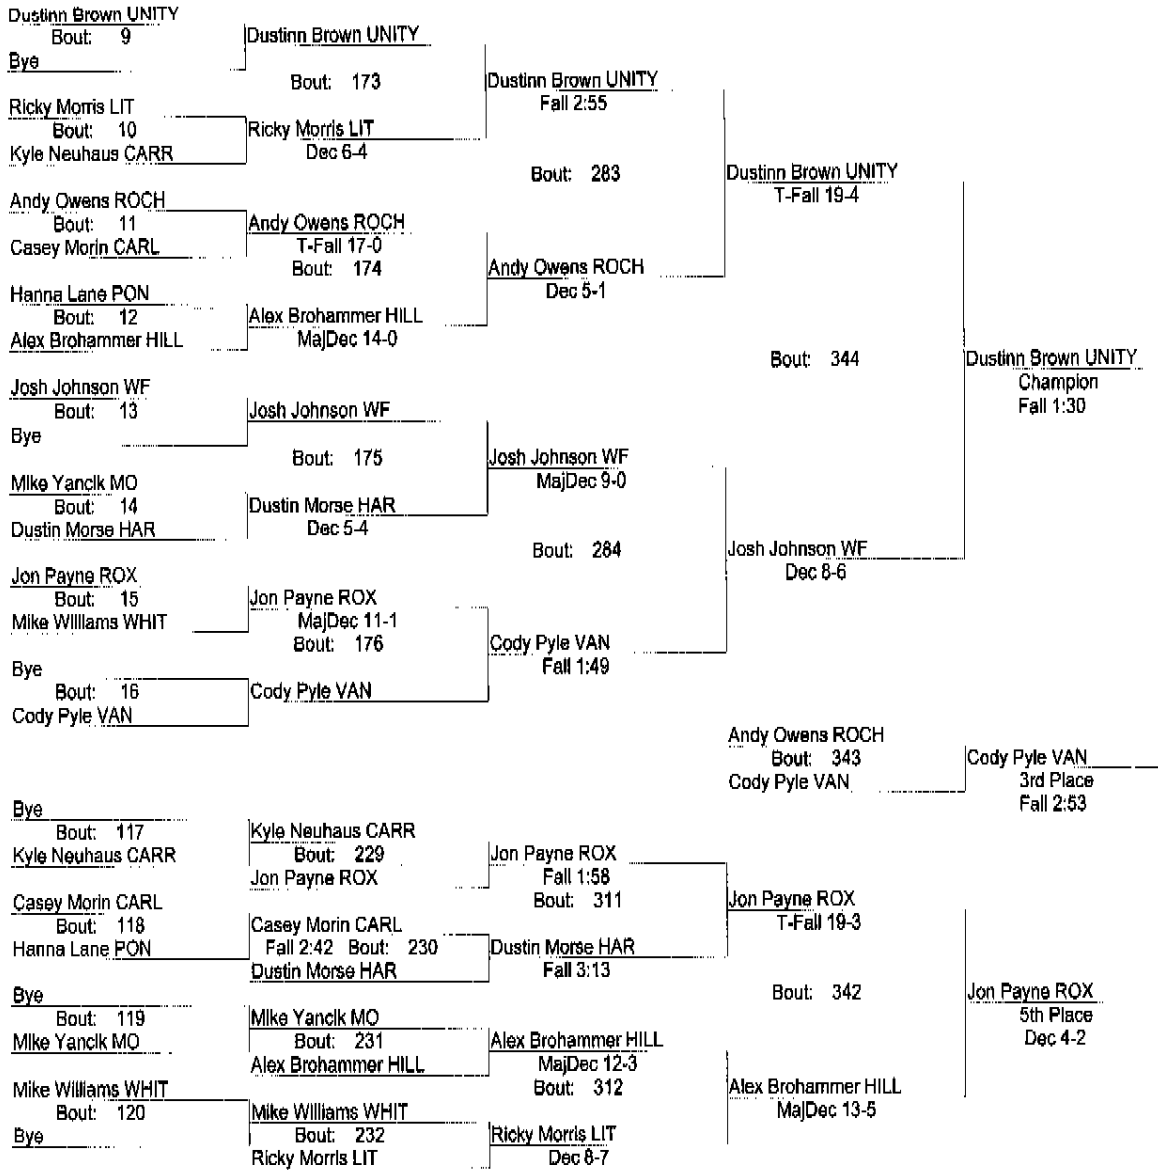 Dustinn Brown UNITY
Bout: 9
Bye
Dustinn Brown UNITY
Bout: 173
Ricky Morris LIT
Bout: 10
Kyle Neuhaus CARR
Ricky Morris LIT
Dec 6-4
Dustinn Brown UNITY
Fall 2:55
Bout: 283
Andy Owens ROCH
Bout: 11
Casey Morin CARL
Andy Owens ROCH
T-Fall 17-0
Bout: 174
Hanna Lane PON
Bout: 12
Alex Brohammer HILL
Alex Brohammer HILL
MajDec 14-0
Andy Owens ROCH
Dec 5-1
Dustinn Brown UNITY
T-Fall 19-4
Bout: 344
Dustinn Brown UNITY
Champion
Fall 1:30
Josh Johnson WF
Bout: 13
Bye
Josh Johnson WF
Bout: 175
Mike Yancik MO
Bout: 14
Dustin Morse HAR
Dustin Morse HAR
Dec 5-4
Josh Johnson WF
MajDec 9-0
Bout: 284
Jon Payne ROX
Bout: 15
Mike Williams WHIT
Jon Payne ROX
MajDec 11-1
Bout: 176
Bye
Bout: 16
Cody Pyle VAN
Cody Pyle VAN
Cody Pyle VAN
Fall 1:49
Josh Johnson WF
Dec 8-6
Andy Owens ROCH
Bout: 343
Cody Pyle VAN
Cody Pyle VAN
3rd Place
Fall 2:53
Bye
Bout: 117
Kyle Neuhaus CARR
Kyle Neuhaus CARR
Bout: 229
Jon Payne ROX
Jon Payne ROX
Fall 1:58
Bout: 311
Casey Morin CARL
Bout: 118
Hanna Lane PON
Casey Morin CARL
Fall 2:42 Bout: 230
Dustin Morse HAR
Dustin Morse HAR
Fall 3:13
Jon Payne ROX
T-Fall 19-3
Bout: 342
Bye
Bout: 119
Mike Yancik MO
Mike Yancik MO
Bout: 231
Alex Brohammer HILL
Alex Brohammer HILL
MajDec 12-3
Bout: 312
Mike Williams WHIT
Bout: 120
Bye
Mike Williams WHIT
Bout: 232
Ricky Morris LIT
Ricky Morris LIT
Dec 8-7
Alex Brohammer HILL
MajDec 13-5
Jon Payne ROX
5th Place
Dec 4-2